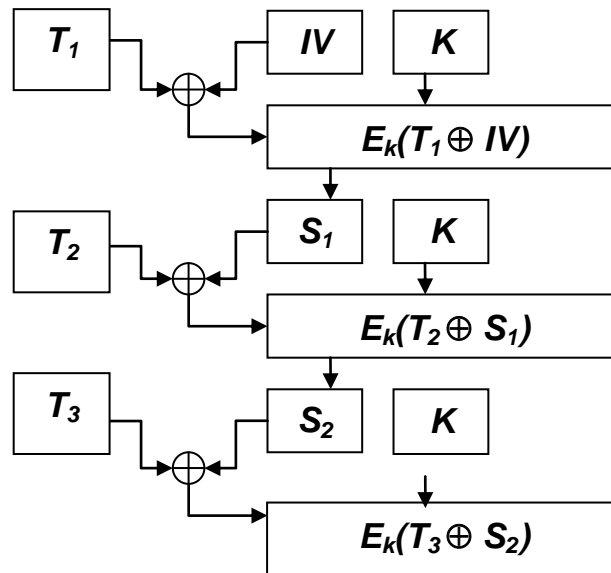 T₁ IV K
Eₖ(T₁ ⊕ IV)
T₂ S₁ K
Eₖ(T₂ ⊕ S₁)
T₃ S₂ K
Eₖ(T₃ ⊕ S₂)